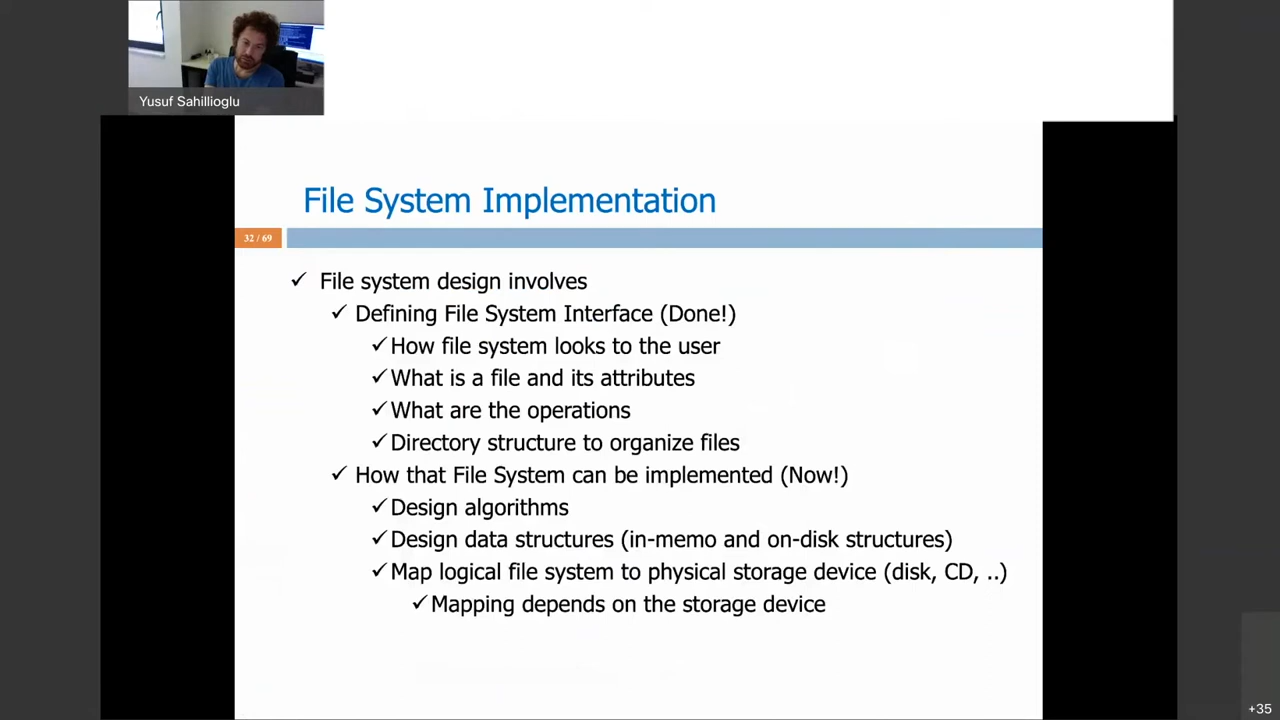 Yusuf Sahillioglu
File System Implementation
32 / 69
✓ File system design involves
✓ Defining File System Interface (Done!)
✓ How file system looks to the user
✓ What is a file and its attributes
✓ What are the operations
✓ Directory structure to organize files
✓ How that File System can be implemented (Now!)
✓ Design algorithms
✓ Design data structures (in-memo and on-disk structures)
✓ Map logical file system to physical storage device (disk, CD, ..)
✓ Mapping depends on the storage device
+35